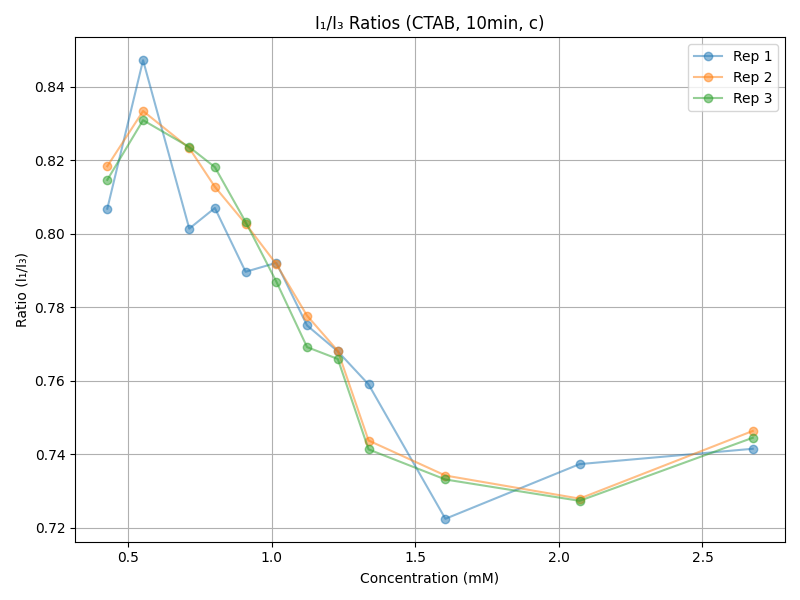 I₁/I₃ Ratios (CTAB, 10min, c)
Rep 1
Rep 2
Rep 3
Ratio (I₁/I₃)
0.84
0.82
0.80
0.78
0.76
0.74
0.72
0.5 1.0 1.5 2.0 2.5
Concentration (mM)